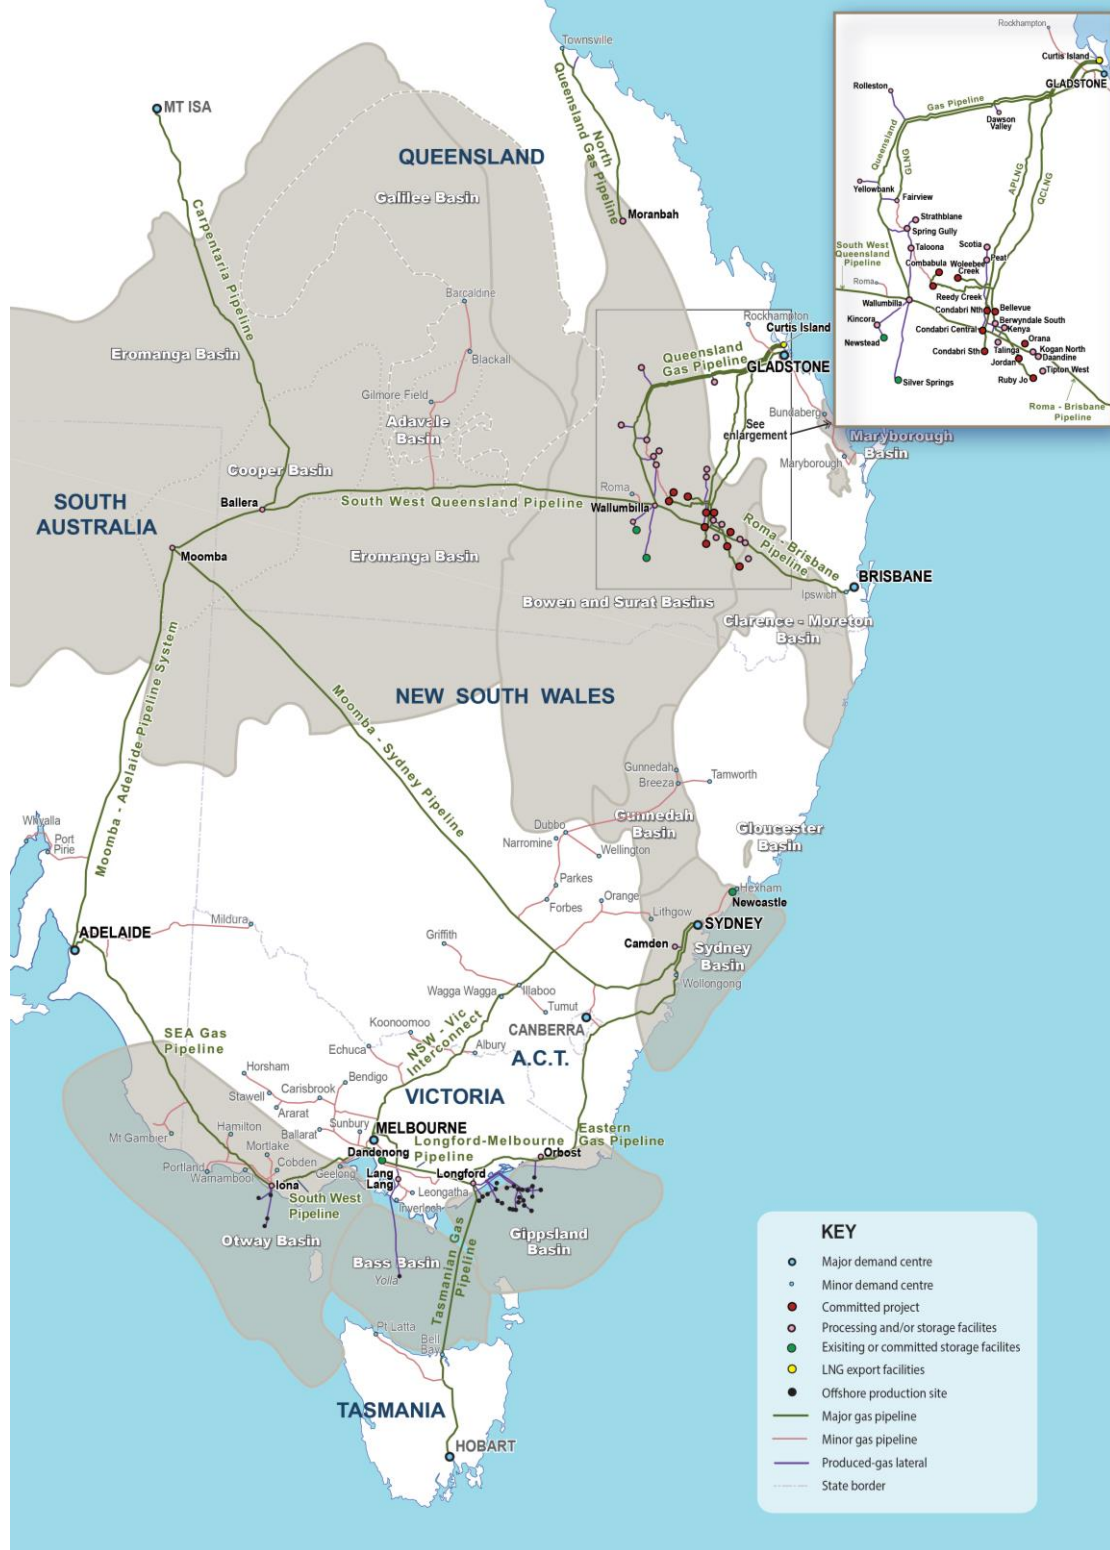 Townsville
MT ISA
North
Queensland Gas Pipeline
QUEENSLAND
Galilee Basin
Moranbah
Carpentaria Pipeline
Barcaldine
Eromanga Basin
Blackall
Gilmore Field
Adavale
Basin
Rockhampton
Curtis Island
Queensland
Gas Pipeline
GLADSTONE
Bundaberg
See
enlargement
Maryborough
Basin
Maryborough
Cooper Basin
SOUTH
AUSTRALIA
Ballera
South West Queensland Pipeline
Roma
Wallumbilla
Moomba
Eromanga Basin
Roma - Brisbane
Pipeline
BRISBANE
Ipswich
Bowen and Surat Basins
Clarence - Moreton
Basin
NEW SOUTH WALES
Moomba - Adelaide Pipeline System
Moomba - Sydney Pipeline
Gunnedah
Breeza
Tamworth
Gunnedah
Basin
Gloucester
Basin
Whyalla
Port
Pirie
Dubbo
Narromine
Wellington
Parkes
Forbes
Orange
Lithgow
Hexham
Newcastle
Mildura
ADELAIDE
Griffith
SYDNEY
Camden
Sydney
Basin
Wollongong
Wagga Wagga
Illaboo
Tumut
Koonoomoo
NSW - Vic
Interconnect
CANBERRA
A.C.T.
SEA Gas
Pipeline
Echuca
Albury
Horsham
Carisbrook
Bendigo
Stawell
Ararat
VICTORIA
Hamilton
Ballarat
Sunbury
MELBOURNE
Mt Gambier
Mortlake
Dandenong
Longford-Melbourne
Pipeline
Eastern
Gas Pipeline
Orbost
Portland
Cobden
Warnambool
Geelong
Lang
Lang
Longford
Iona
South West
Pipeline
Leongatha
Inverloch
Otway Basin
Bass Basin
Yolla
Gippsland
Basin
Tasmanian Gas
Pipeline
Pt Latta
Bell
Bay
TASMANIA
HOBART
Rockhampton
Curtis Island
GLADSTONE
Rolleston
Gas Pipeline
Dawson
Valley
Queensland
GLNG
APLNG
QCLNG
Yellowbank
Fairview
Strathblane
Spring Gully
Taloona
Scotia
Peat
South West
Queensland
Pipeline
Combabula
Woleebee
Creek
Roma
Reedy Creek
Wallumbilla
Condabri Nth
Bellevue
Kincora
Berwyndale South
Condabri Central
Kenya
Newstead
Talinga
Orana
Condabri Sth
Kogan North
Daandine
Jordan
Tipton West
Silver Springs
Ruby Jo
Roma - Brisbane
Pipeline
KEY
Major demand centre
Minor demand centre
Committed project
Processing and/or storage facilites
Exisiting or committed storage facilites
LNG export facilities
Offshore production site
Major gas pipeline
Minor gas pipeline
Produced-gas lateral
State border